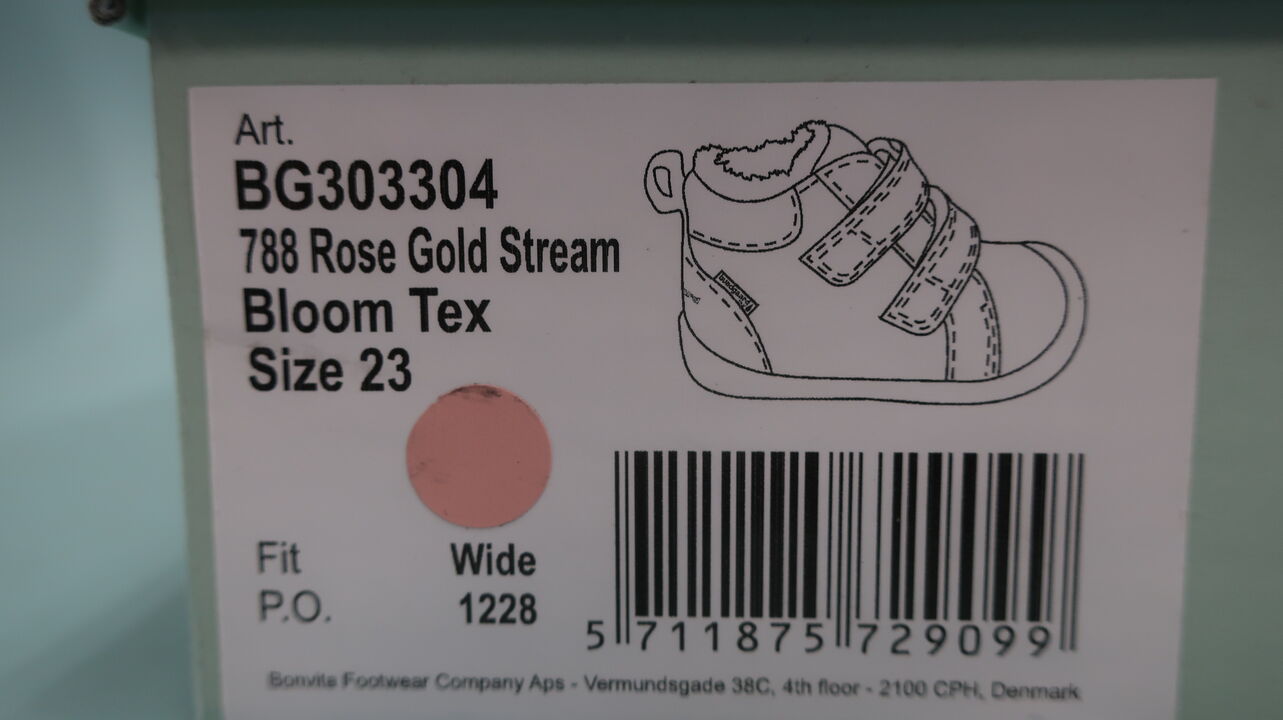 Art.
BG303304
788 Rose Gold Stream
Bloom Tex
Size 23
bundgaard
Fit Wide
P.O. 1228
5 711875 729099
Bonvita Footwear Company Aps - Vermundsgade 38C, 4th floor - 2100 CPH, Denmark